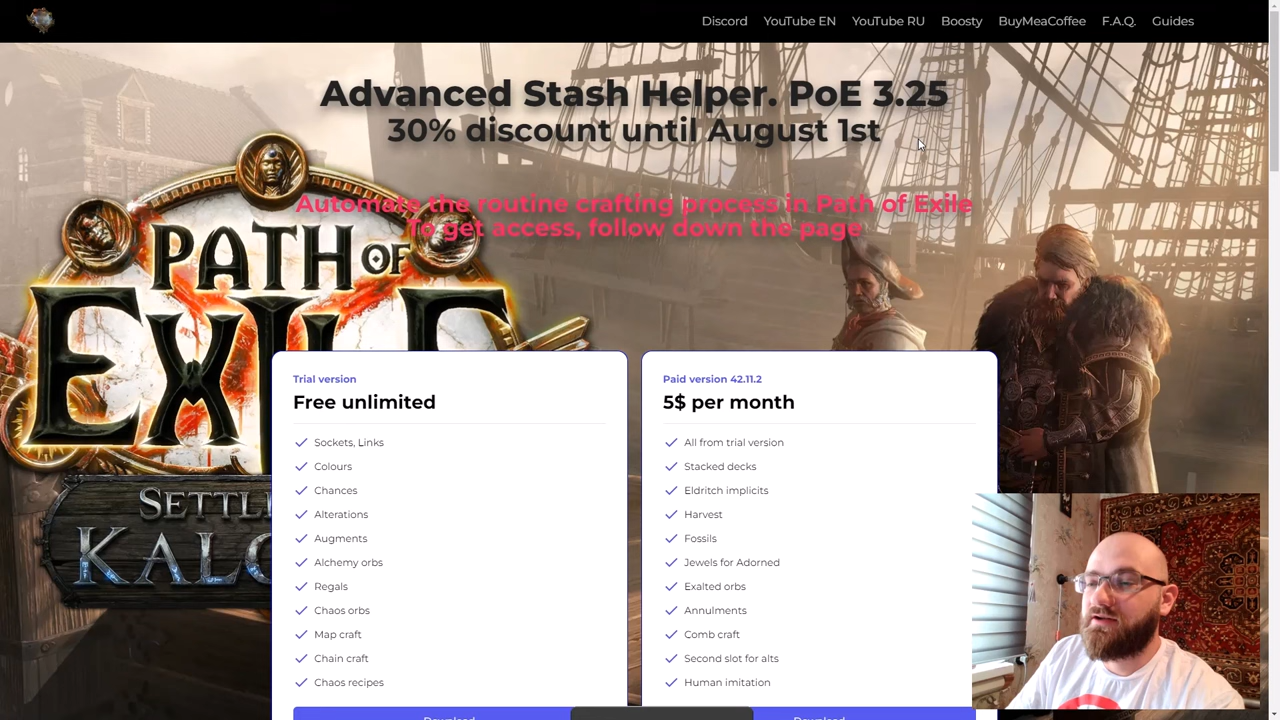 Discord YouTube EN YouTube RU Boosty BuyMeaCoffee F.A.Q. Guides
Advanced Stash Helper. PoE 3.25
30% discount until August 1st
Automate the routine crafting process in Path of Exile
To get access, follow down the page
PATH OF
EXILE
Trial version
Free unlimited
Sockets, Links
Colours
Chances
Alterations
Augments
Alchemy orbs
Regals
Chaos orbs
Map craft
Chain craft
Chaos recipes
Download
Paid version 42.11.2
5$ per month
All from trial version
Stacked decks
Eldritch implicits
Harvest
Fossils
Jewels for Adorned
Exalted orbs
Annulments
Comb craft
Second slot for alts
Human imitation
Download